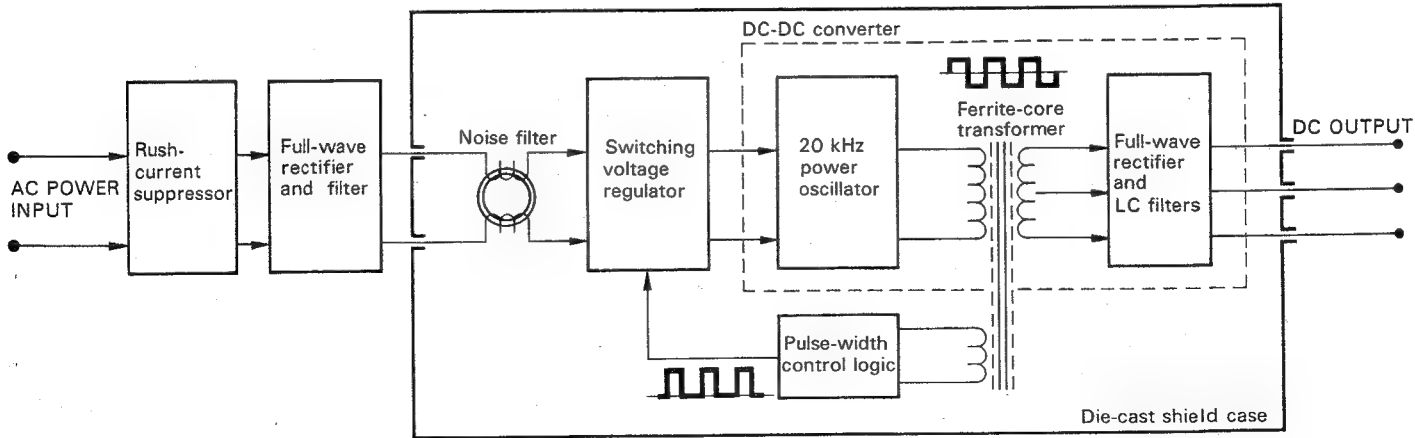 DC-DC converter
Rush-
current
suppressor
Full-wave
rectifier
and filter
Noise filter
Switching
voltage
regulator
20 kHz
power
oscillator
Ferrite-core
transformer
Full-wave
rectifier
and
LC filters
DC OUTPUT
AC POWER
INPUT
Pulse-width
control logic
Die-cast shield case